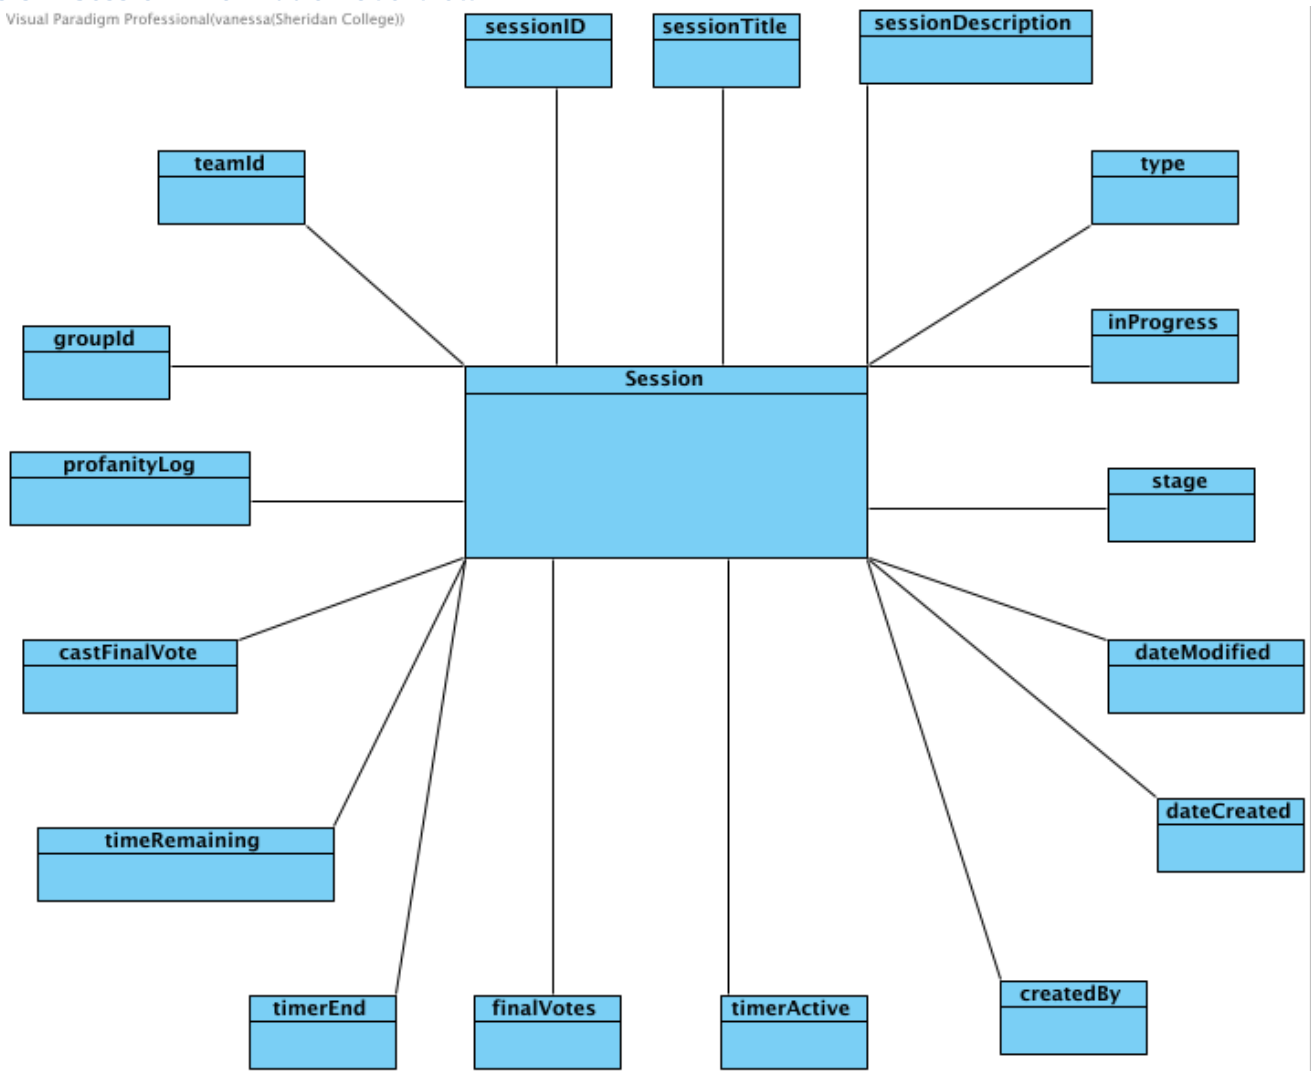 Visual Paradigm Professional(vanessa(Sheridan College))
sessionID
sessionTitle
sessionDescription
teamId
type
groupId
inProgress
Session
profanityLog
stage
castFinalVote
dateModified
timeRemaining
dateCreated
timerEnd
finalVotes
timerActive
createdBy